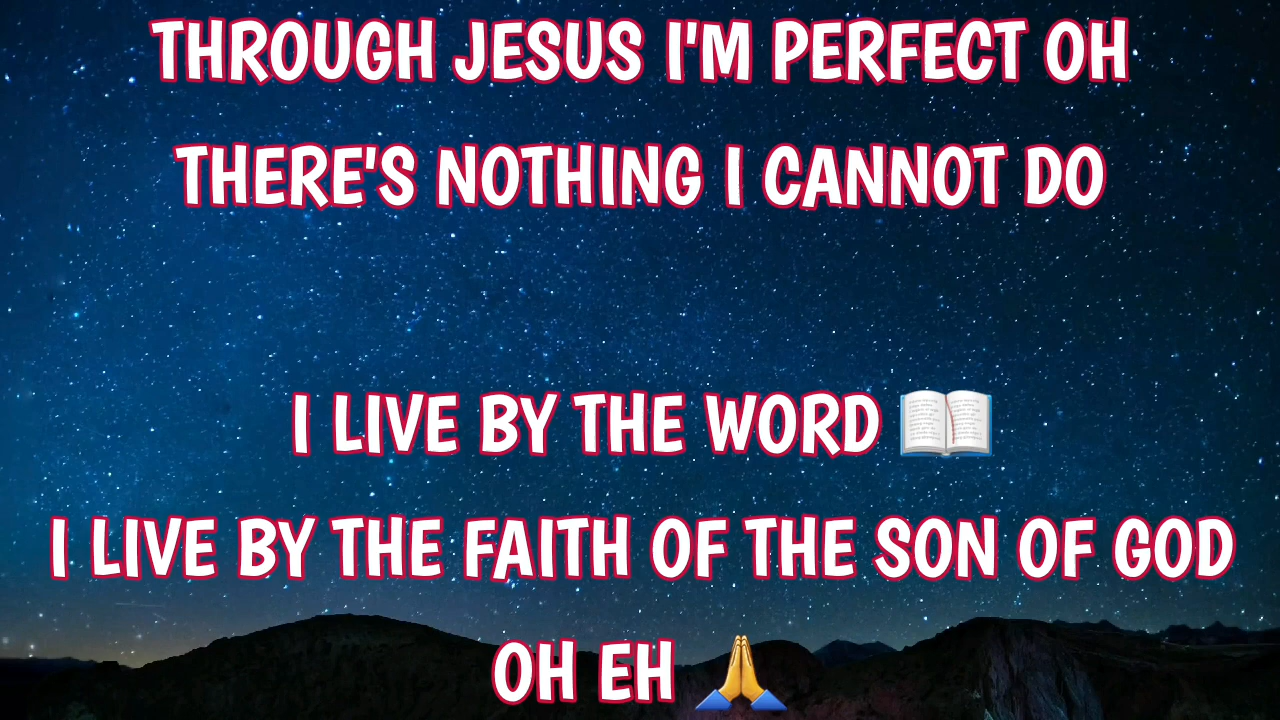 THROUGH JESUS I'M PERFECT OH
THERE'S NOTHING I CANNOT DO
I LIVE BY THE WORD 📖
I LIVE BY THE FAITH OF THE SON OF GOD
OH EH 🙏